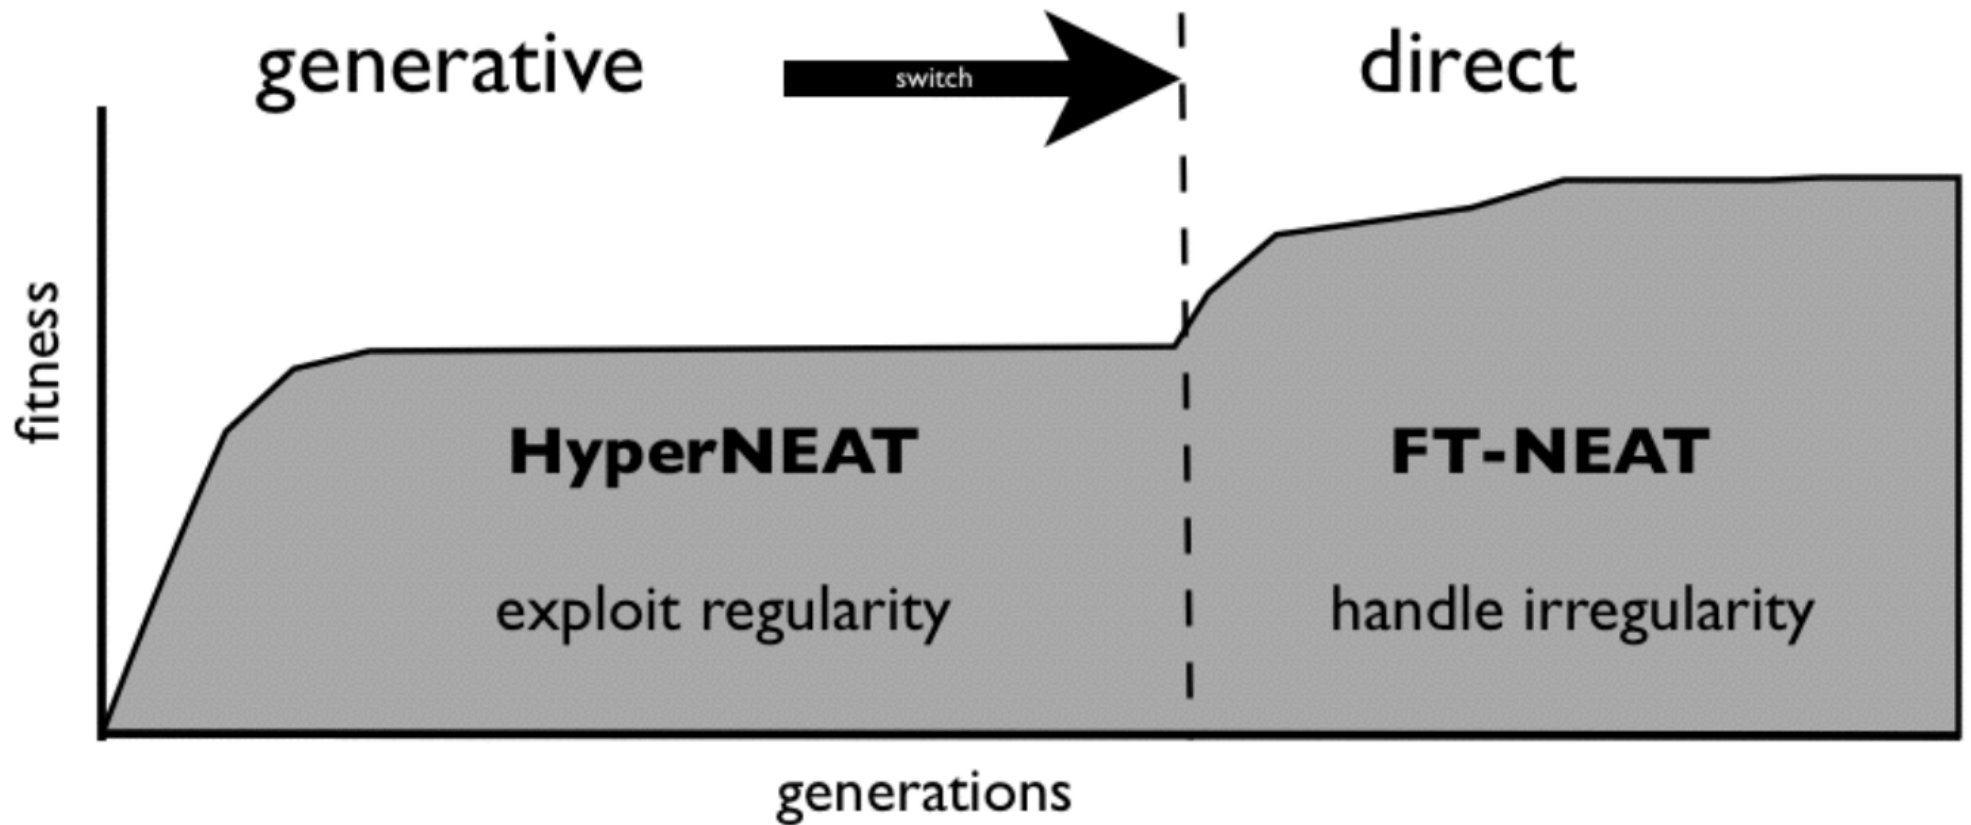 generative
switch
direct
fitness
HyperNEAT
FT-NEAT
exploit regularity
handle irregularity
generations